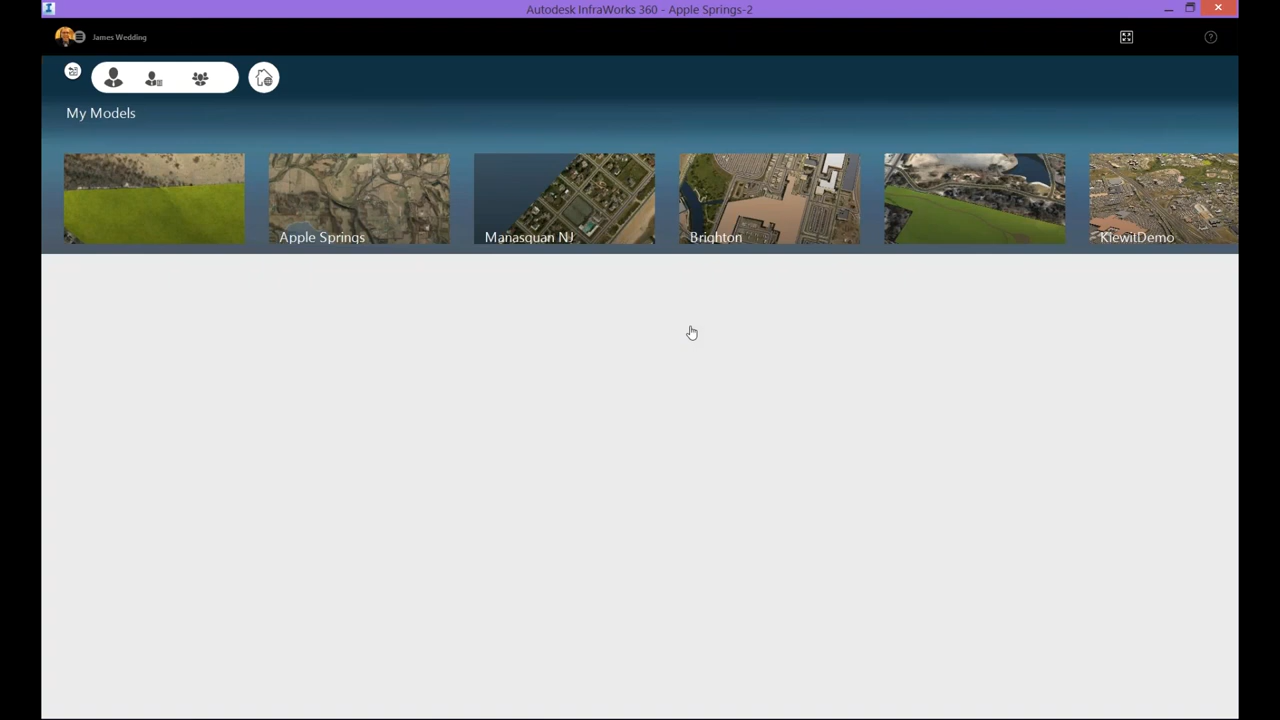 Autodesk InfraWorks 360 - Apple Springs-2
James Wedding
?
My Models
Apple Springs
Manasquan NJ
Brighton
KiewitDemo